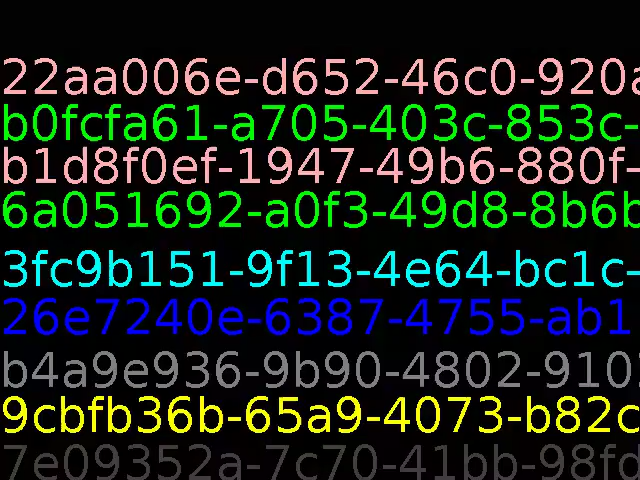 22aa006e-d652-46c0-920a
b0fcfa61-a705-403c-853c-
b1d8f0ef-1947-49b6-880f-
6a051692-a0f3-49d8-8b6b
3fc9b151-9f13-4e64-bc1c-
26e7240e-6387-4755-ab1
b4a9e936-9b90-4802-910
9cbfb36b-65a9-4073-b82c
7e09352a-7c70-41bb-98fd